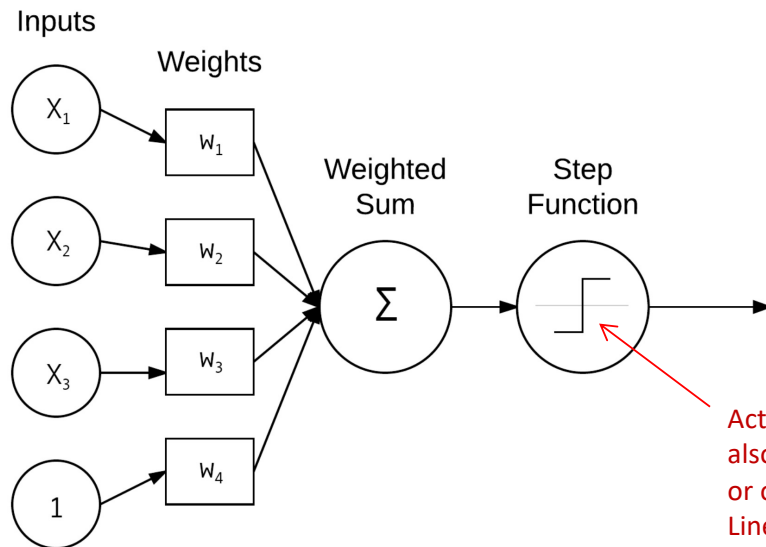 Inputs
Weights
X₁
w₁
Weighted
Sum
Step
Function
X₂
w₂
Σ
X₃
w₃
Act
also
or
Line
1
w₄